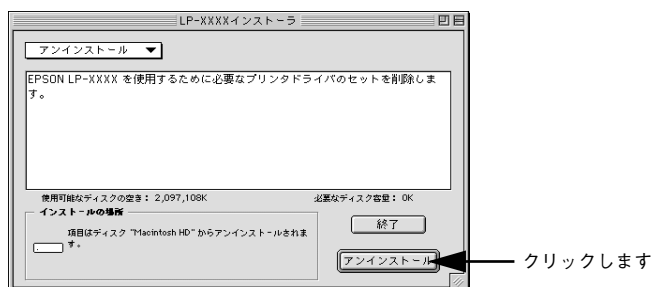 LP-XXXXインストーラ
アンインストール
EPSON LP-XXXX を使用するために必要なプリンタドライバのセットを削除しま
す。
使用可能なディスクの空き： 2,097,108K 必要なディスク容量： 0K
インストールの場所
項目はディスク "Macintosh HD" からアンインストールされま
す。
終了
アンインストール
クリックします